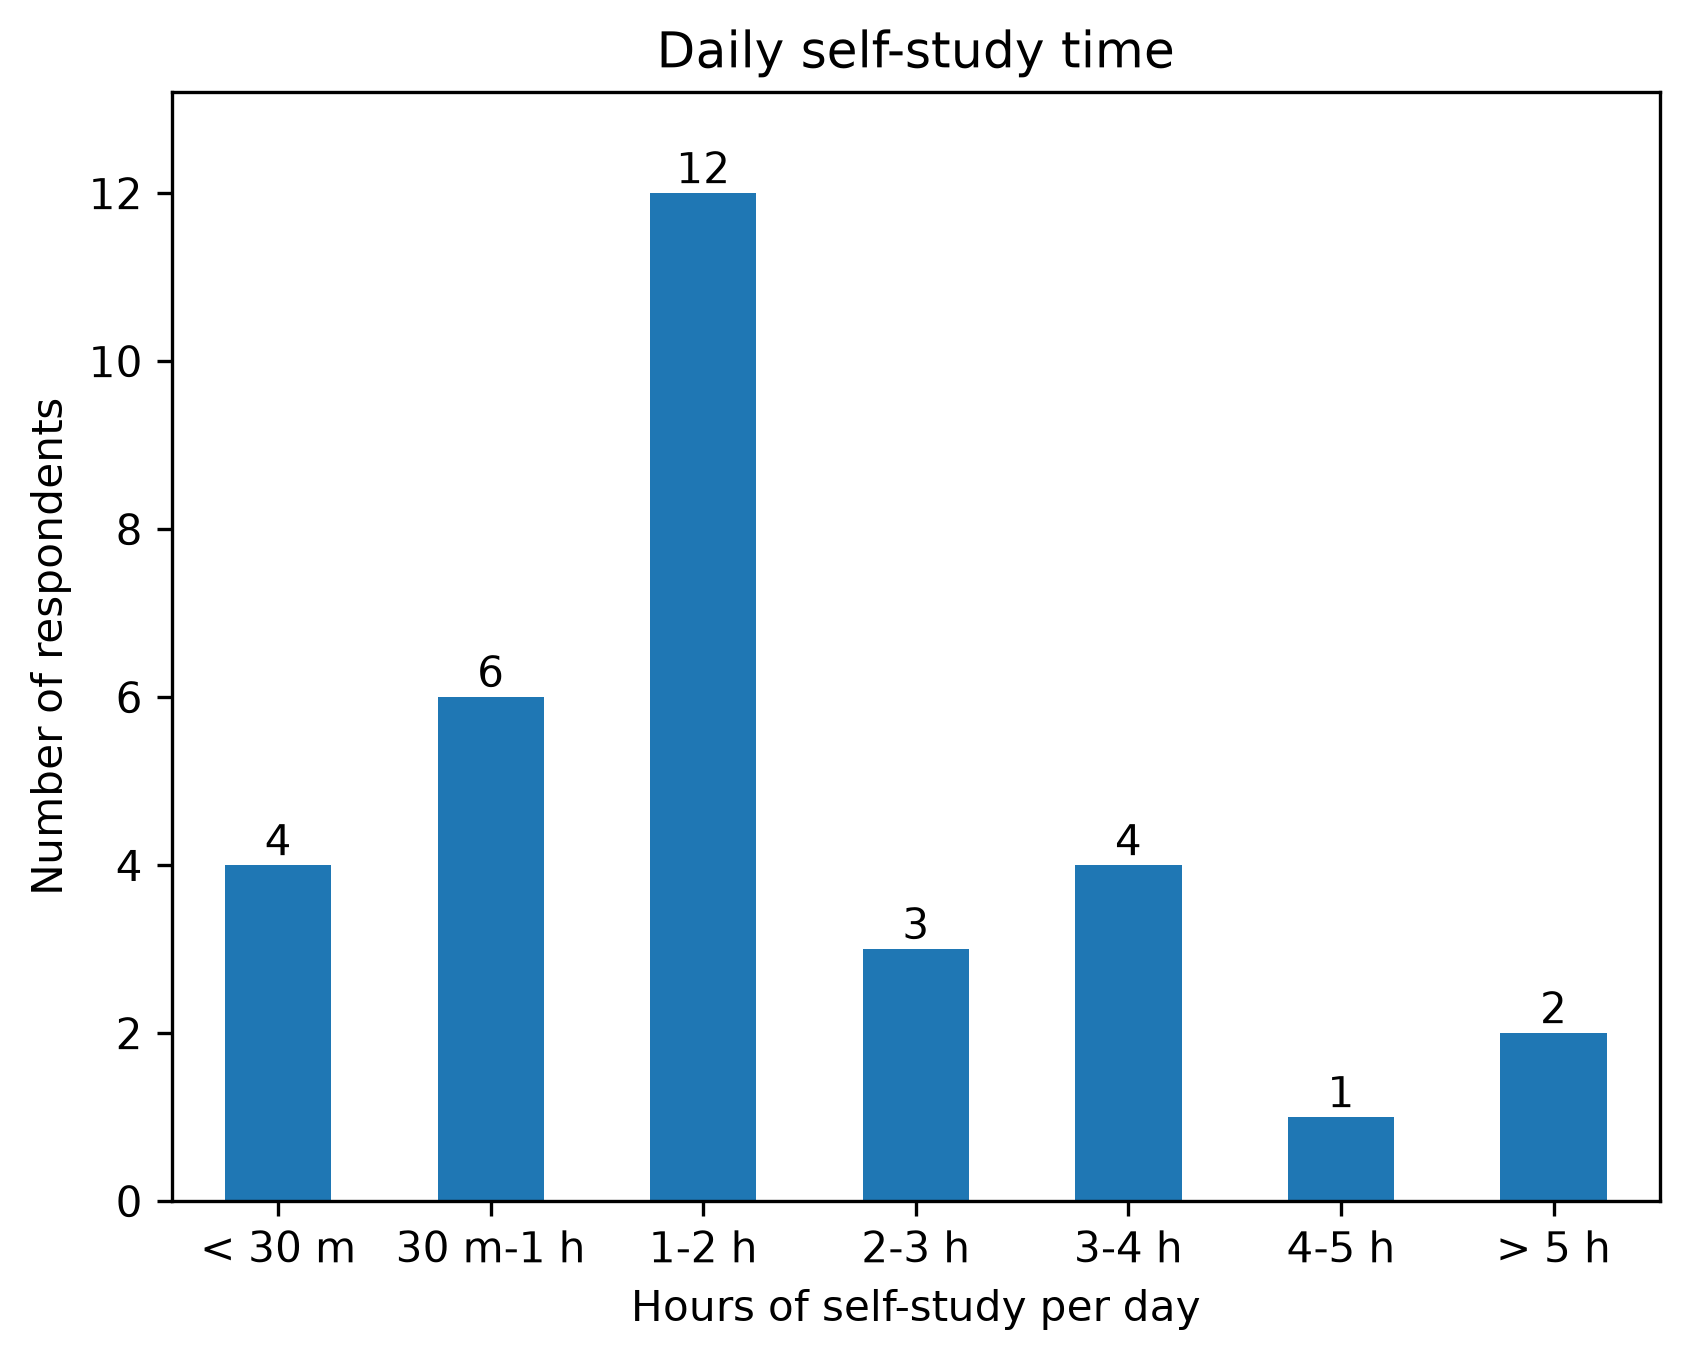 Daily self-study time
12
10
8
6
4
2
0
Number of respondents
4
6
12
3
4
1
2
< 30 m
30 m-1 h
1-2 h
2-3 h
3-4 h
4-5 h
> 5 h
Hours of self-study per day